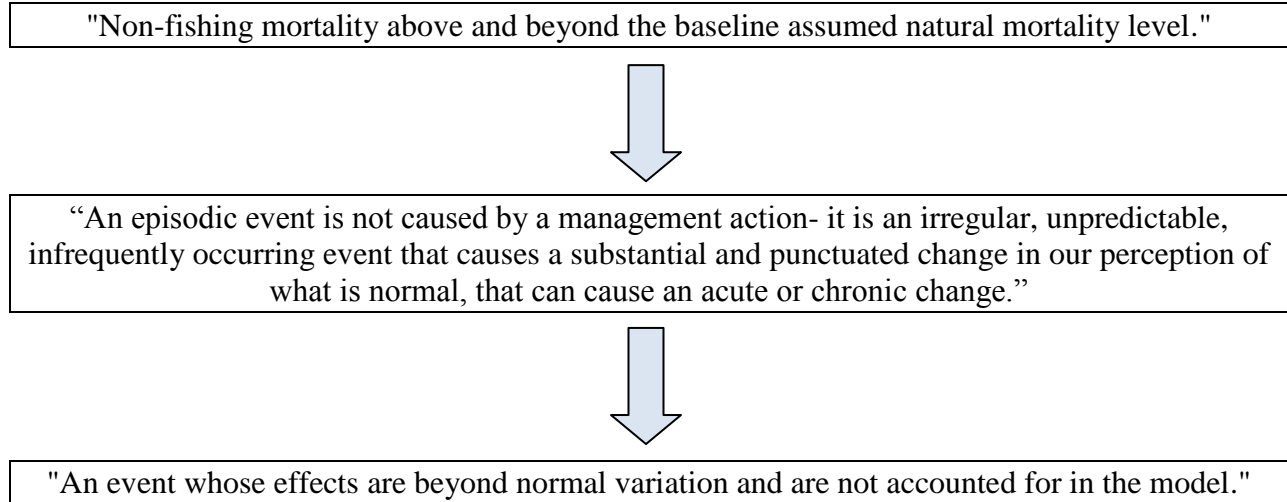 "Non-fishing mortality above and beyond the baseline assumed natural mortality level."
“An episodic event is not caused by a management action- it is an irregular, unpredictable,
infrequently occurring event that causes a substantial and punctuated change in our perception of
what is normal, that can cause an acute or chronic change.”
"An event whose effects are beyond normal variation and are not accounted for in the model."